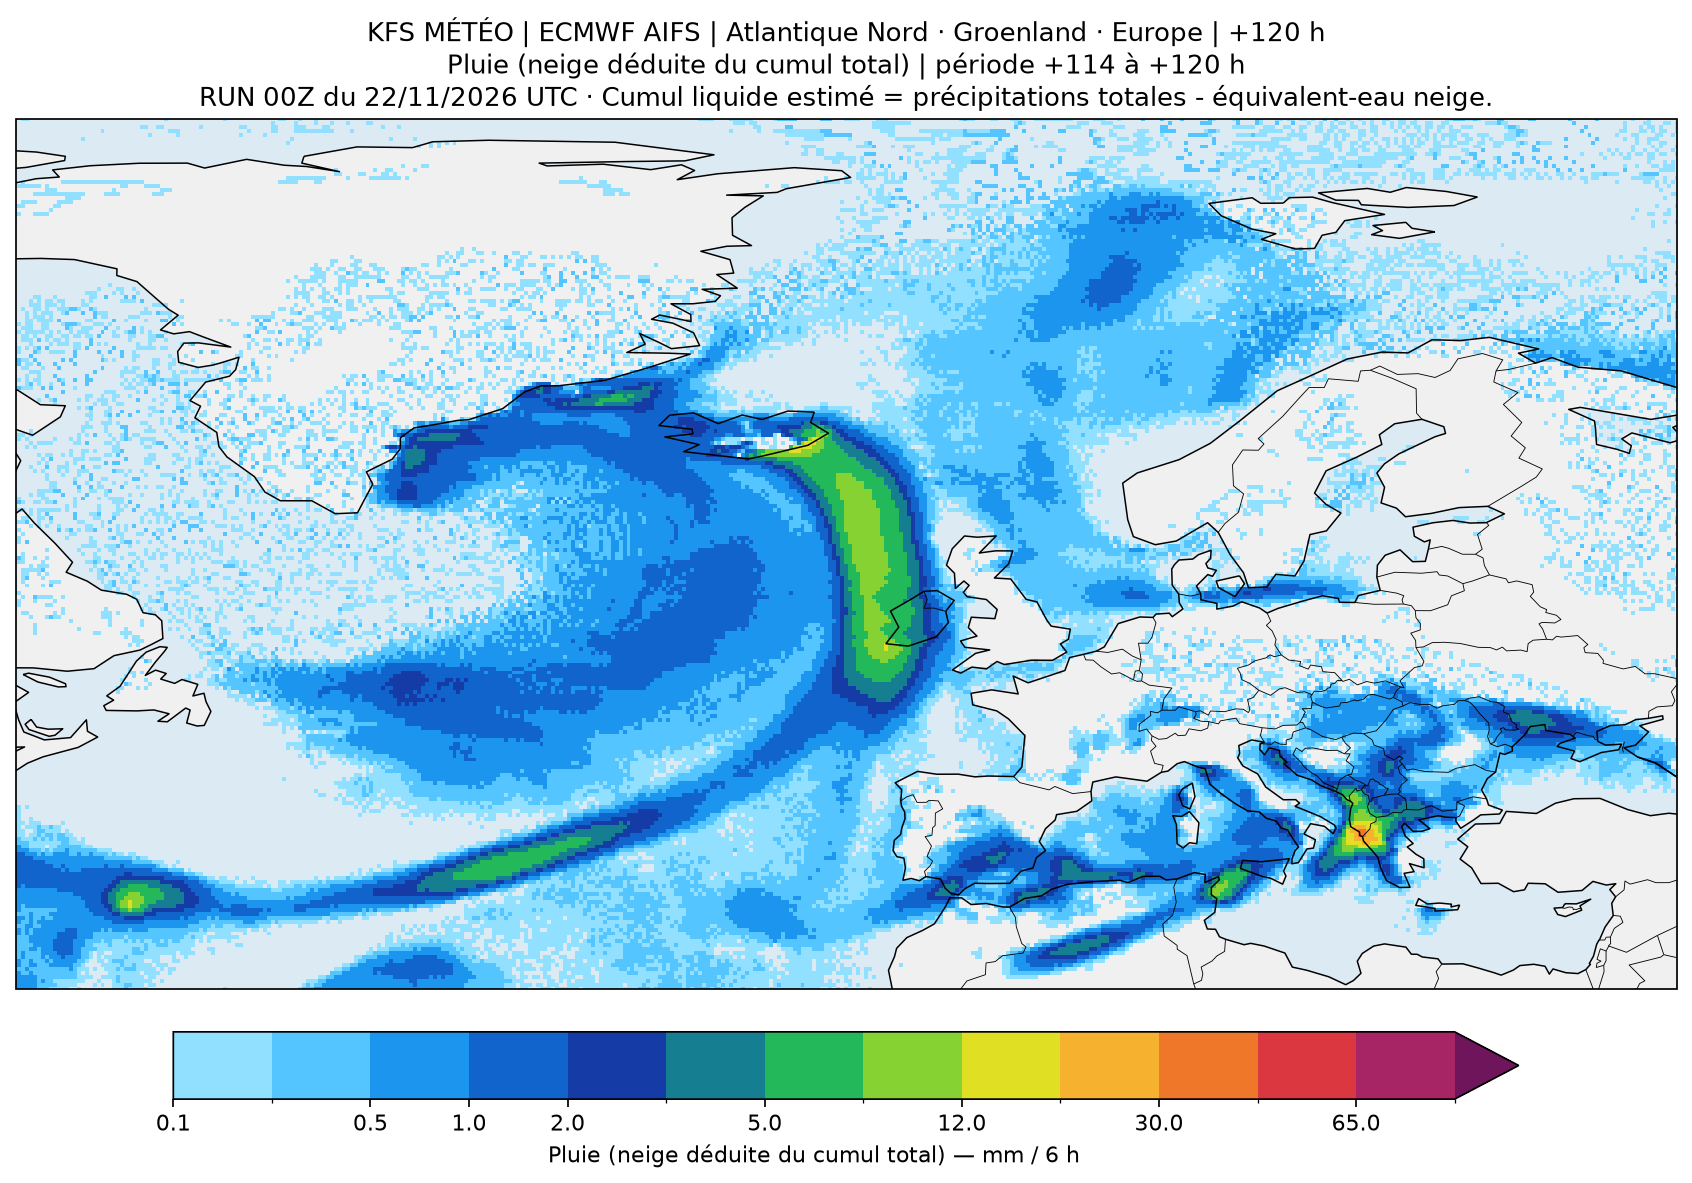 KFS MÉTÉO | ECMWF AIFS | Atlantique Nord · Groenland · Europe | +120 h
Pluie (neige déduite du cumul total) | période +114 à +120 h
RUN 00Z du 22/11/2026 UTC · Cumul liquide estimé = précipitations totales - équivalent-eau neige.
0.1 0.5 1.0 2.0 5.0 12.0 30.0 65.0
Pluie (neige déduite du cumul total) — mm / 6 h